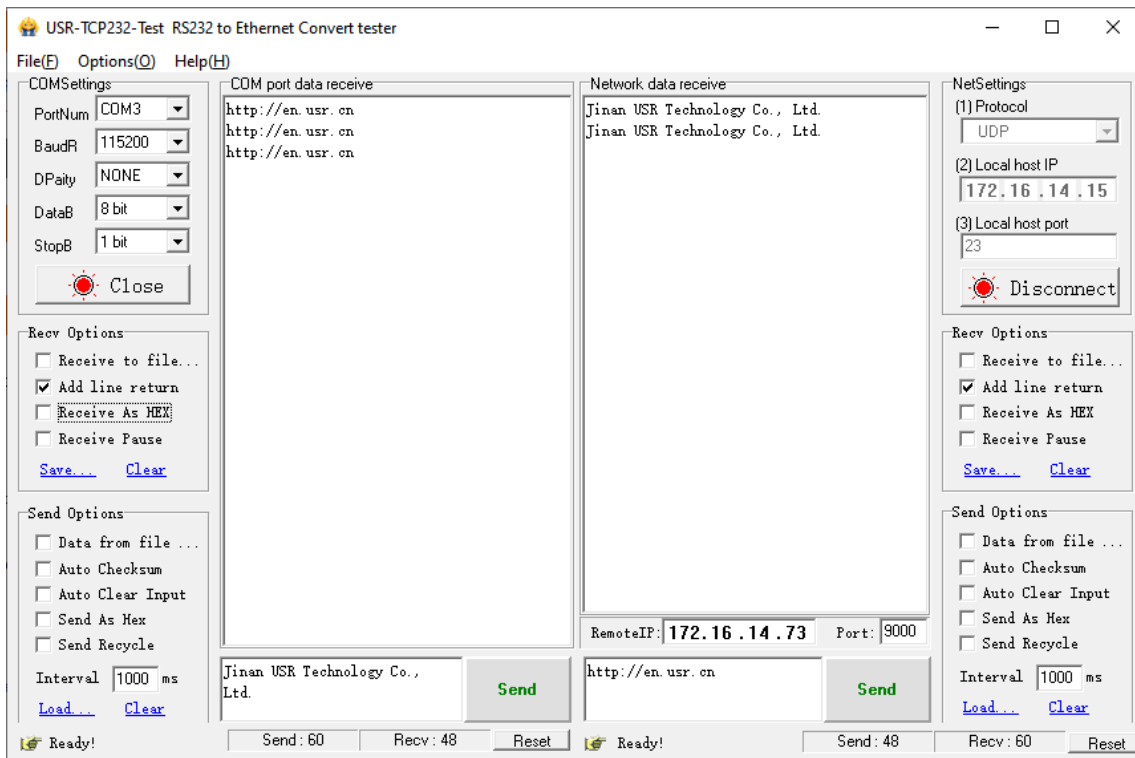 USR-TCP232-Test RS232 to Ethernet Convert tester
File(F) Options(O) Help(H)
COMSettings
PortNum COM3
BaudR 115200
DPaity NONE
DataB 8 bit
StopB 1 bit
Close
Recv Options
Receive to file...
Add line return
Receive As HEX
Receive Pause
Save... Clear
Send Options
Data from file ...
Auto Checksum
Auto Clear Input
Send As Hex
Send Recycle
Interval 1000 ms
Load... Clear
COM port data receive
http://en.usr.cn
http://en.usr.cn
http://en.usr.cn
Jinan USR Technology Co.,
Ltd.
Send
Network data receive
Jinan USR Technology Co., Ltd.
Jinan USR Technology Co., Ltd.
RemoteIP: 172.16.14.73 Port: 9000
http://en.usr.cn
Send
NetSettings
(1) Protocol
UDP
(2) Local host IP
172.16.14.15
(3) Local host port
23
Disconnect
Recv Options
Receive to file...
Add line return
Receive As HEX
Receive Pause
Save... Clear
Send Options
Data from file ...
Auto Checksum
Auto Clear Input
Send As Hex
Send Recycle
Interval 1000 ms
Load... Clear
Ready! Send : 60 Recv : 48 Reset
Ready! Send : 48 Recv : 60 Reset